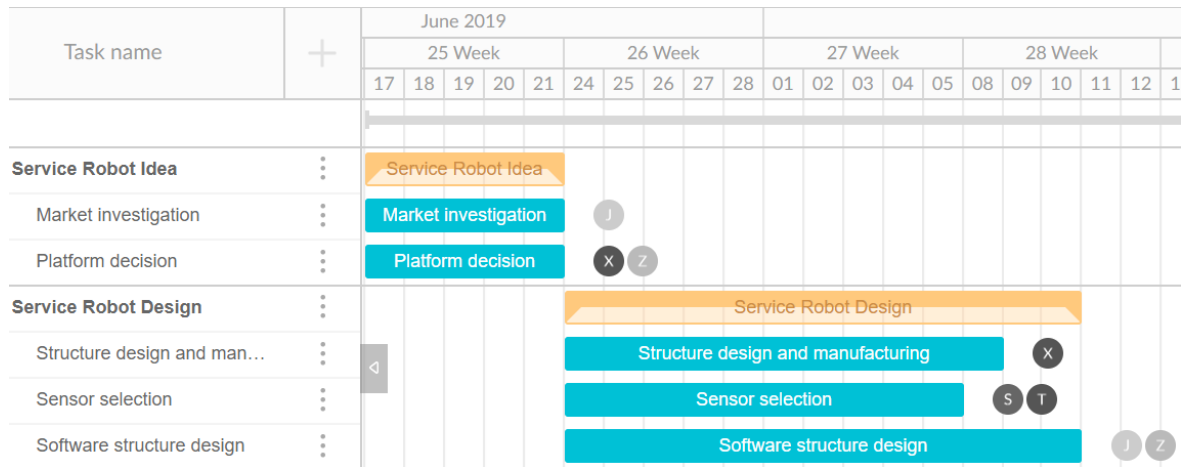 June 2019
Task name +
25 Week 26 Week 27 Week 28 Week
17 18 19 20 21 24 25 26 27 28 01 02 03 04 05 08 09 10 11 12 1
Service Robot Idea Service Robot Idea
Market investigation Market investigation J
Platform decision Platform decision X Z
Service Robot Design Service Robot Design
Structure design and man... Structure design and manufacturing X
Sensor selection Sensor selection S T
Software structure design Software structure design J Z